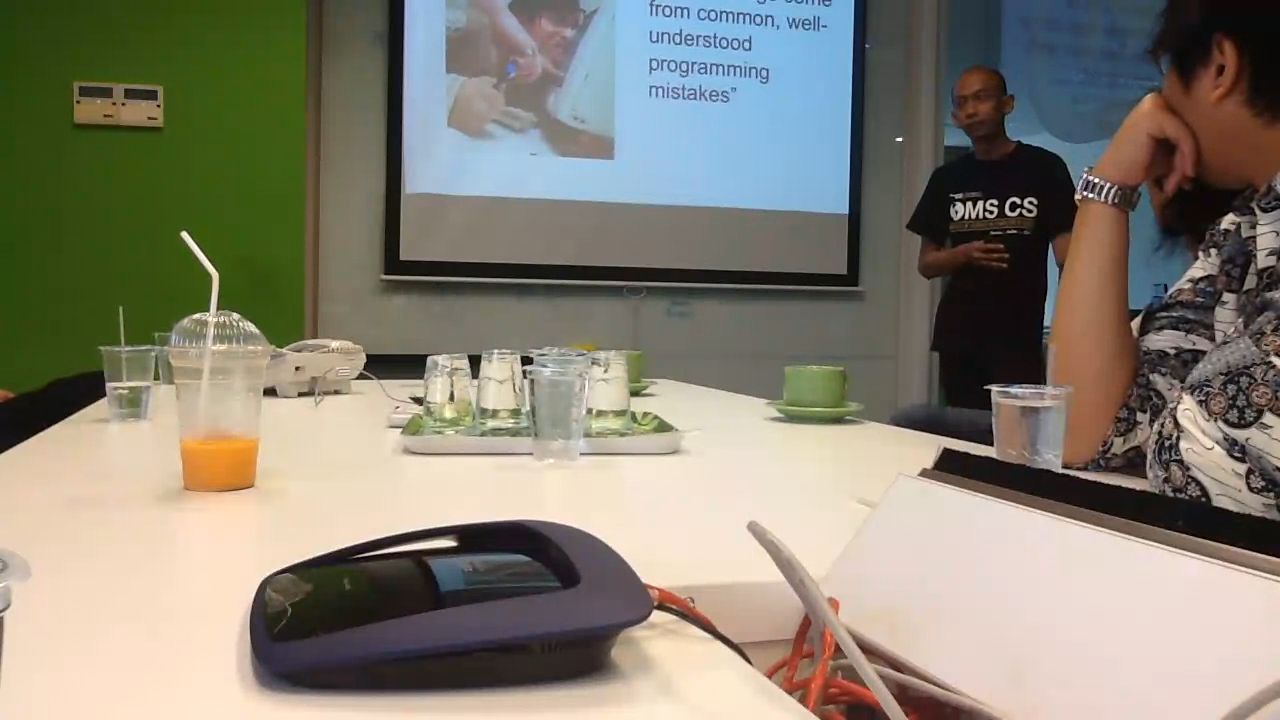 from common, well-
understood
programming
mistakes”
OMS CS